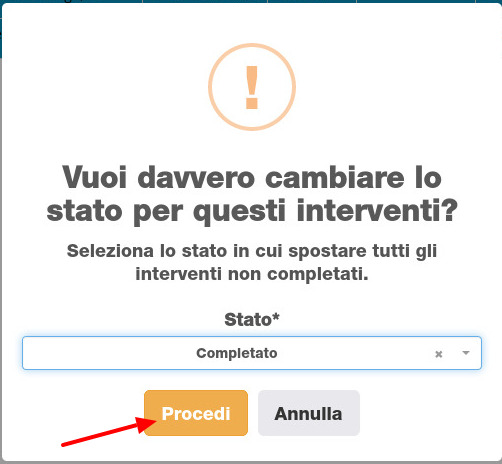 !
Vuoi davvero cambiare lo
stato per questi interventi?
Seleziona lo stato in cui spostare tutti gli
interventi non completati.
Stato*
Completato ×
Procedi Annulla